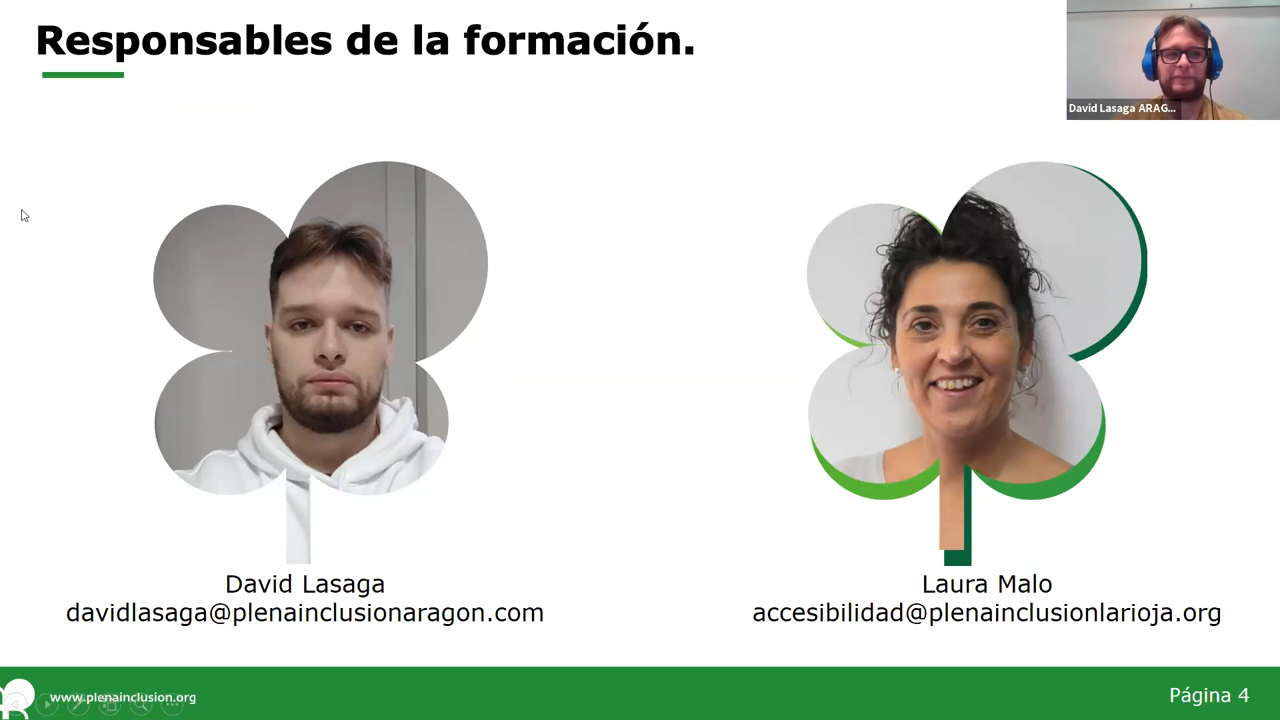 Responsables de la formación.
David Lasaga ARAG...
David Lasaga
davidlasaga@plenainclusionaragon.com
Laura Malo
accesibilidad@plenainclusionlarioja.org
www.plenainclusion.org
Página 4